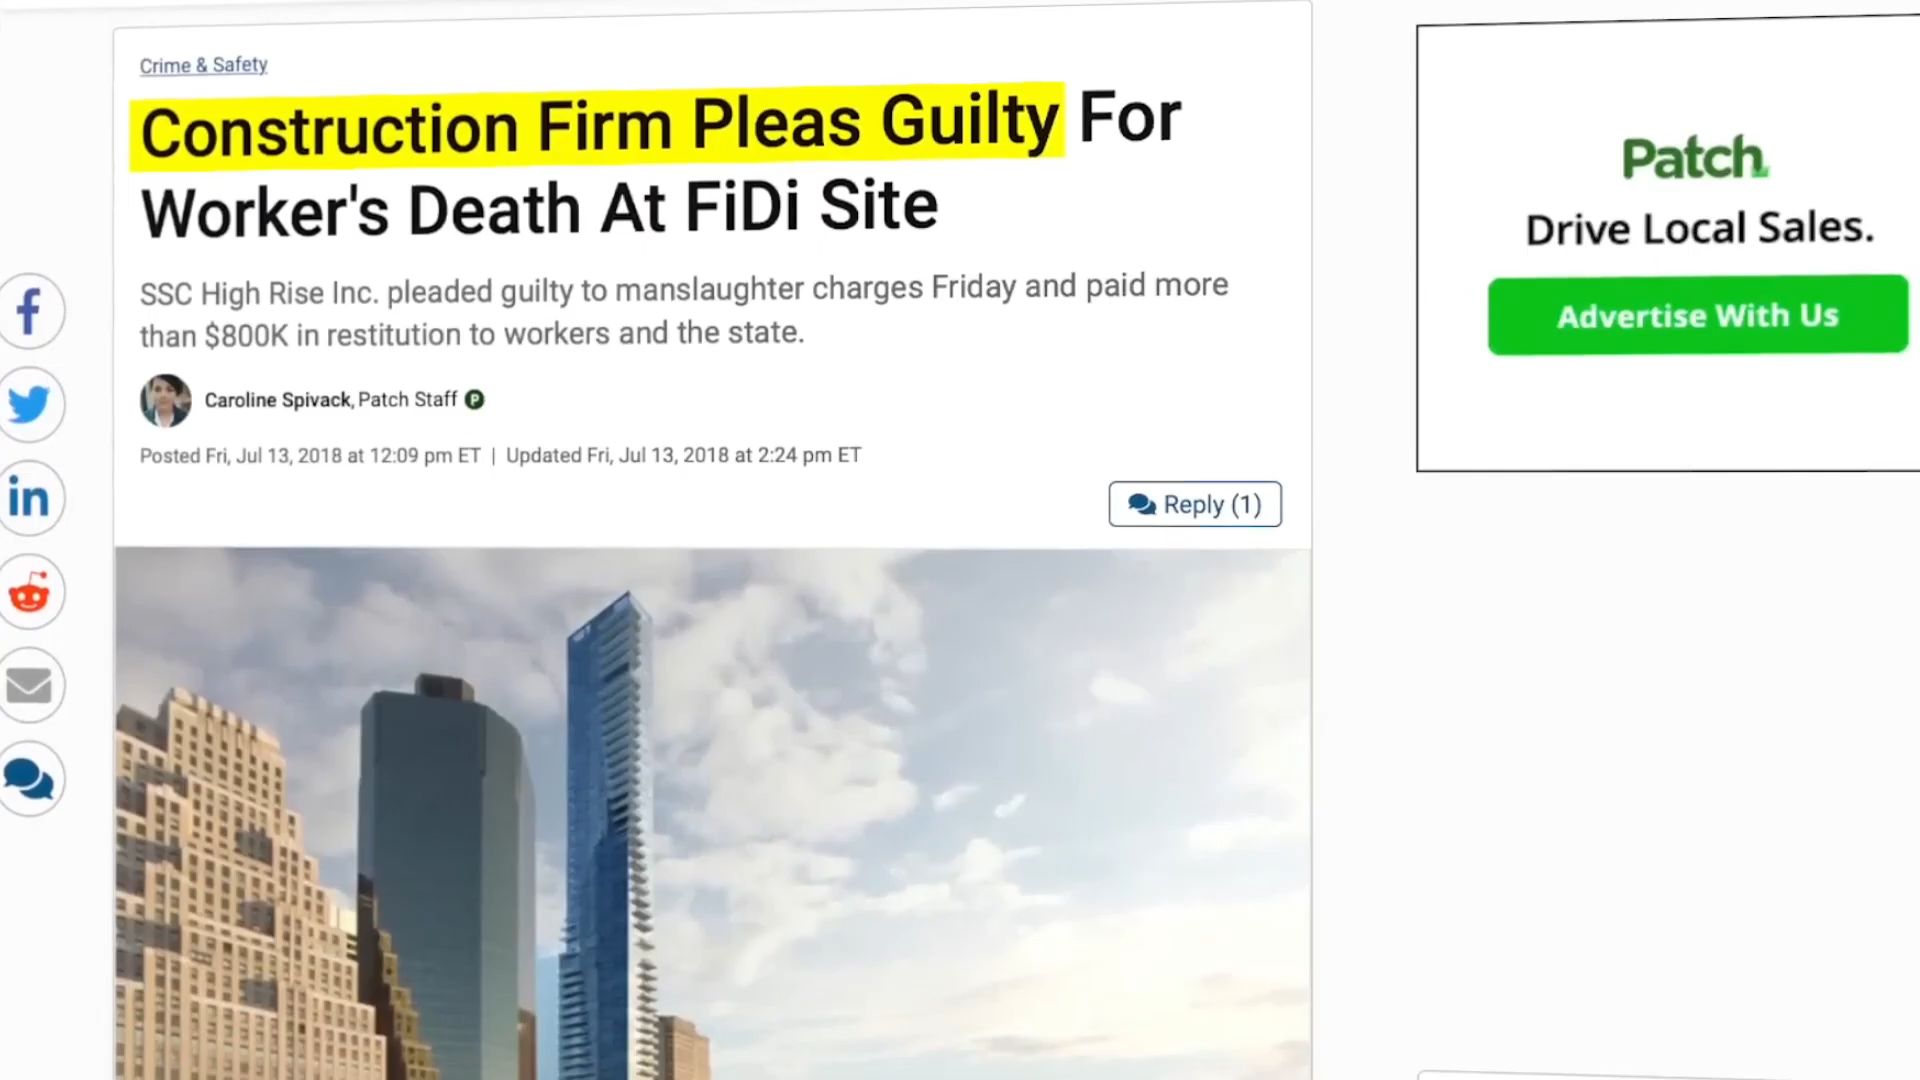 Crime & Safety
Construction Firm Pleas Guilty For
Worker's Death At FiDi Site
SSC High Rise Inc. pleaded guilty to manslaughter charges Friday and paid more
than $800K in restitution to workers and the state.
Caroline Spivack, Patch Staff P
Posted Fri, Jul 13, 2018 at 12:09 pm ET | Updated Fri, Jul 13, 2018 at 2:24 pm ET
Reply (1)
Patch
Drive Local Sales.
Advertise With Us